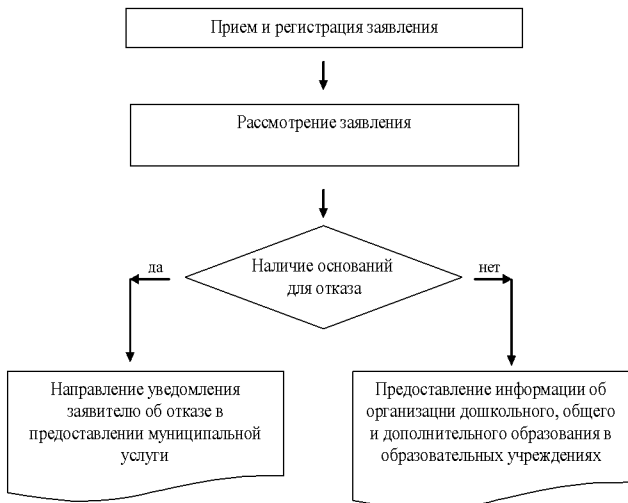 Прием и регистрация заявления
Рассмотрение заявления
Наличие оснований
для отказа
да
нет
Направление уведомления
заявителю об отказе в
предоставлении муниципальной
услуги
Предоставление информации об
организации дошкольного, общего
и дополнительного образования в
образовательных учреждениях